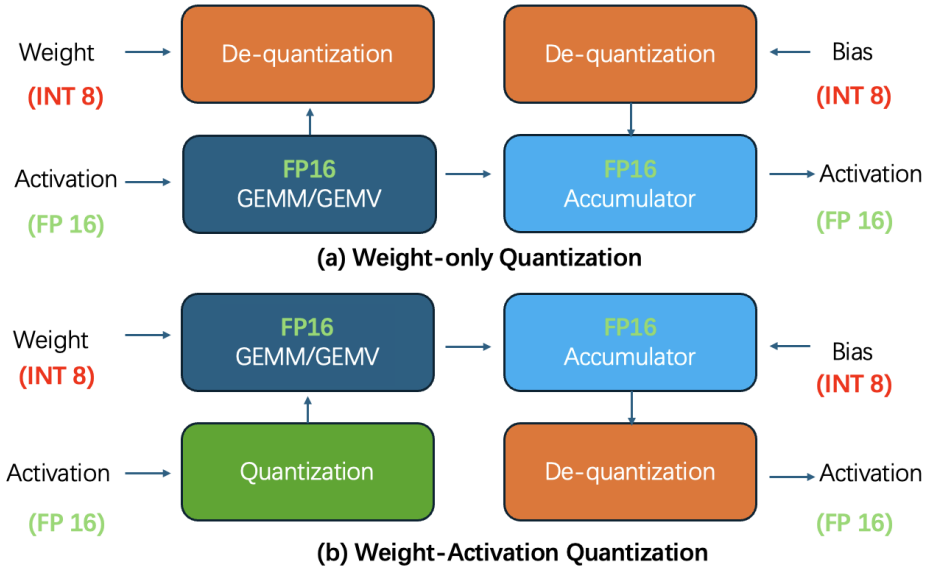 Weight
(INT 8)
De-quantization
De-quantization
Bias
(INT 8)
Activation
(FP 16)
FP16
GEMM/GEMV
FP16
Accumulator
Activation
(FP 16)
(a) Weight-only Quantization
Weight
(INT 8)
FP16
GEMM/GEMV
FP16
Accumulator
Bias
(INT 8)
Activation
(FP 16)
Quantization
De-quantization
Activation
(FP 16)
(b) Weight-Activation Quantization